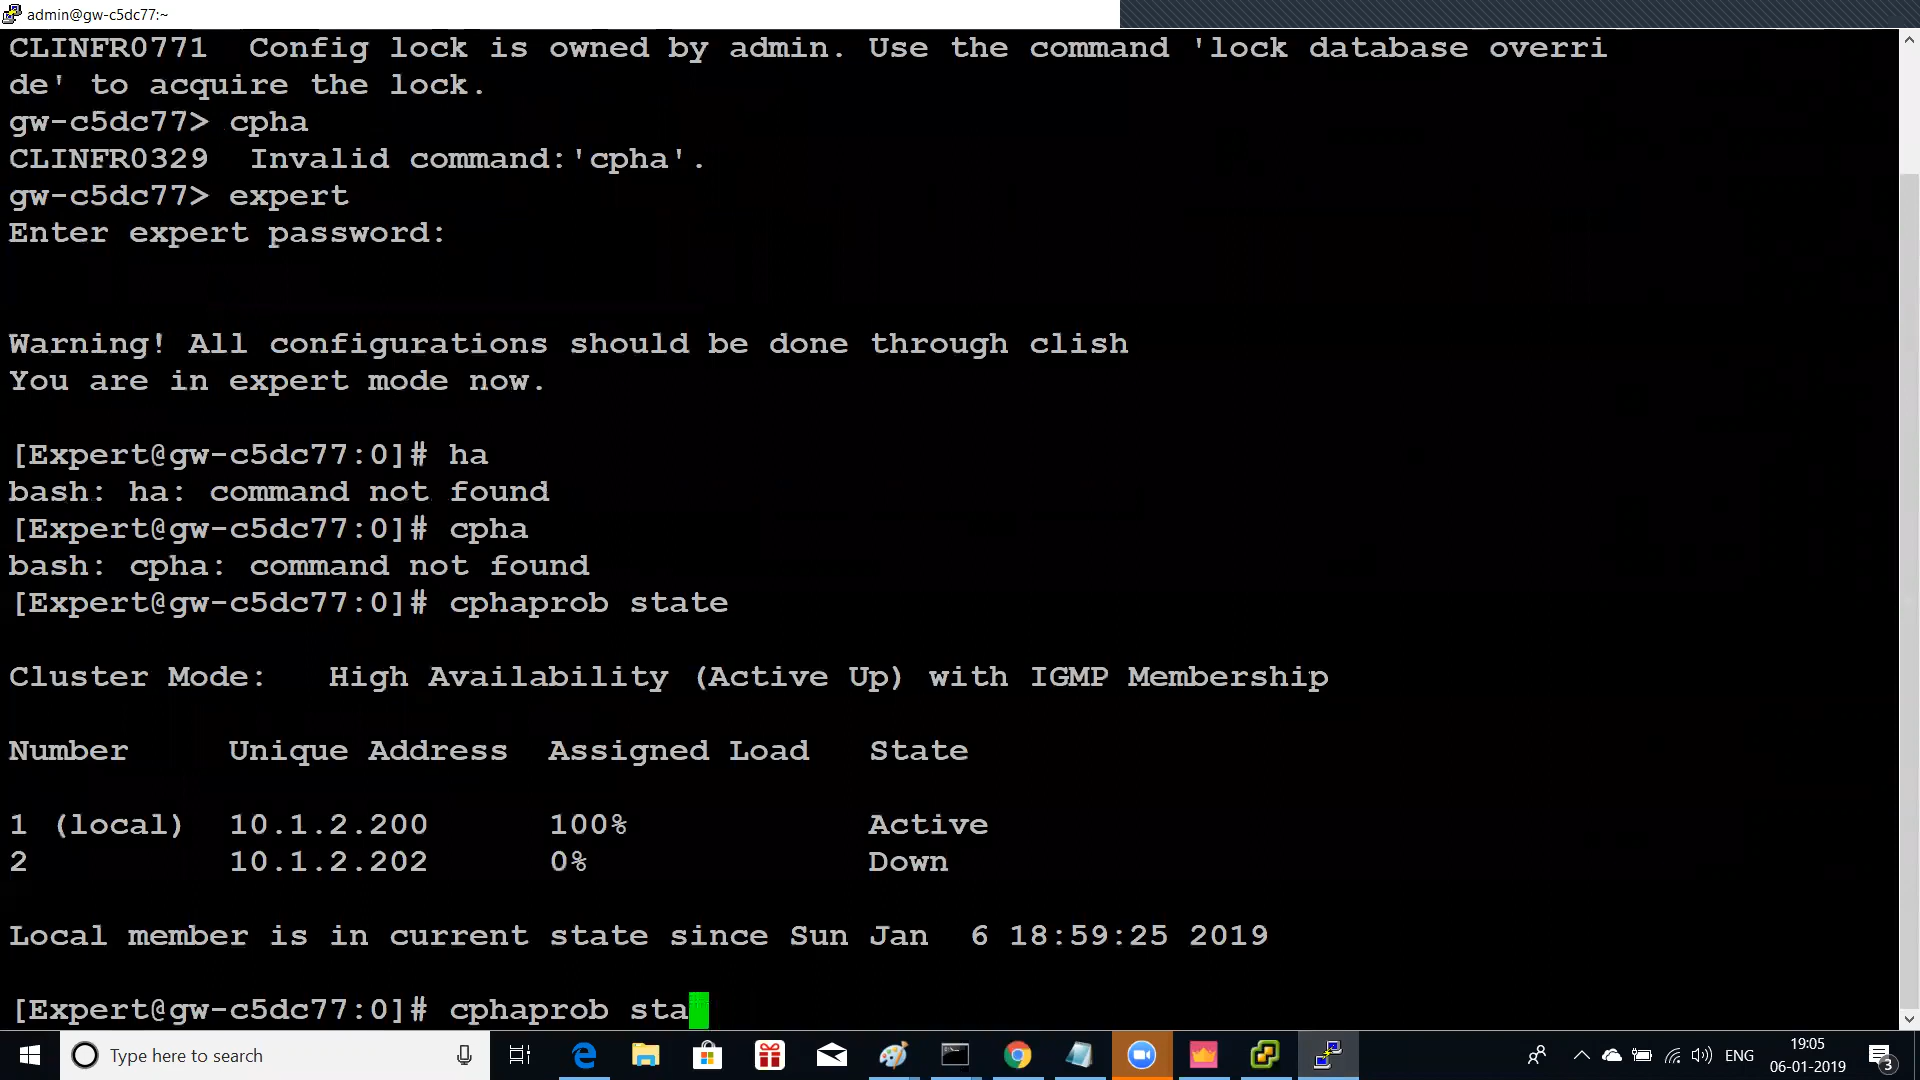 admin@gw-c5dc77:~
CLINFR0771  Config lock is owned by admin. Use the command 'lock database overri
de' to acquire the lock.
gw-c5dc77> cpha
CLINFR0329  Invalid command:'cpha'.
gw-c5dc77> expert
Enter expert password:
Warning! All configurations should be done through clish
You are in expert mode now.
[Expert@gw-c5dc77:0]# ha
bash: ha: command not found
[Expert@gw-c5dc77:0]# cpha
bash: cpha: command not found
[Expert@gw-c5dc77:0]# cphaprob state
Cluster Mode:   High Availability (Active Up) with IGMP Membership
Number     Unique Address  Assigned Load   State
1 (local)  10.1.2.200      100%            Active
2          10.1.2.202      0%              Down
Local member is in current state since Sun Jan  6 18:59:25 2019
[Expert@gw-c5dc77:0]# cphaprob sta
Type here to search
ENG
19:05
06-01-2019
3